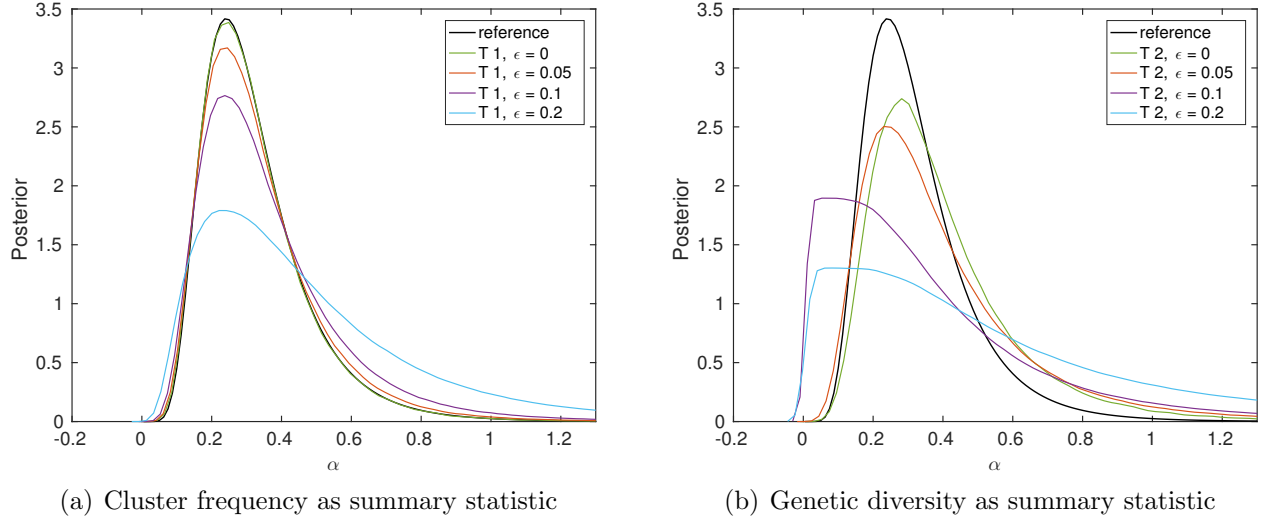 3.5
3
2.5
2
1.5
1
0.5
0
Posterior
-0.2
0
0.2
0.4
0.6
0.8
1
1.2
α
reference
T 1, ϵ = 0
T 1, ϵ = 0.05
T 1, ϵ = 0.1
T 1, ϵ = 0.2
(a) Cluster frequency as summary statistic
3.5
3
2.5
2
1.5
1
0.5
0
Posterior
-0.2
0
0.2
0.4
0.6
0.8
1
1.2
α
reference
T 2, ϵ = 0
T 2, ϵ = 0.05
T 2, ϵ = 0.1
T 2, ϵ = 0.2
(b) Genetic diversity as summary statistic